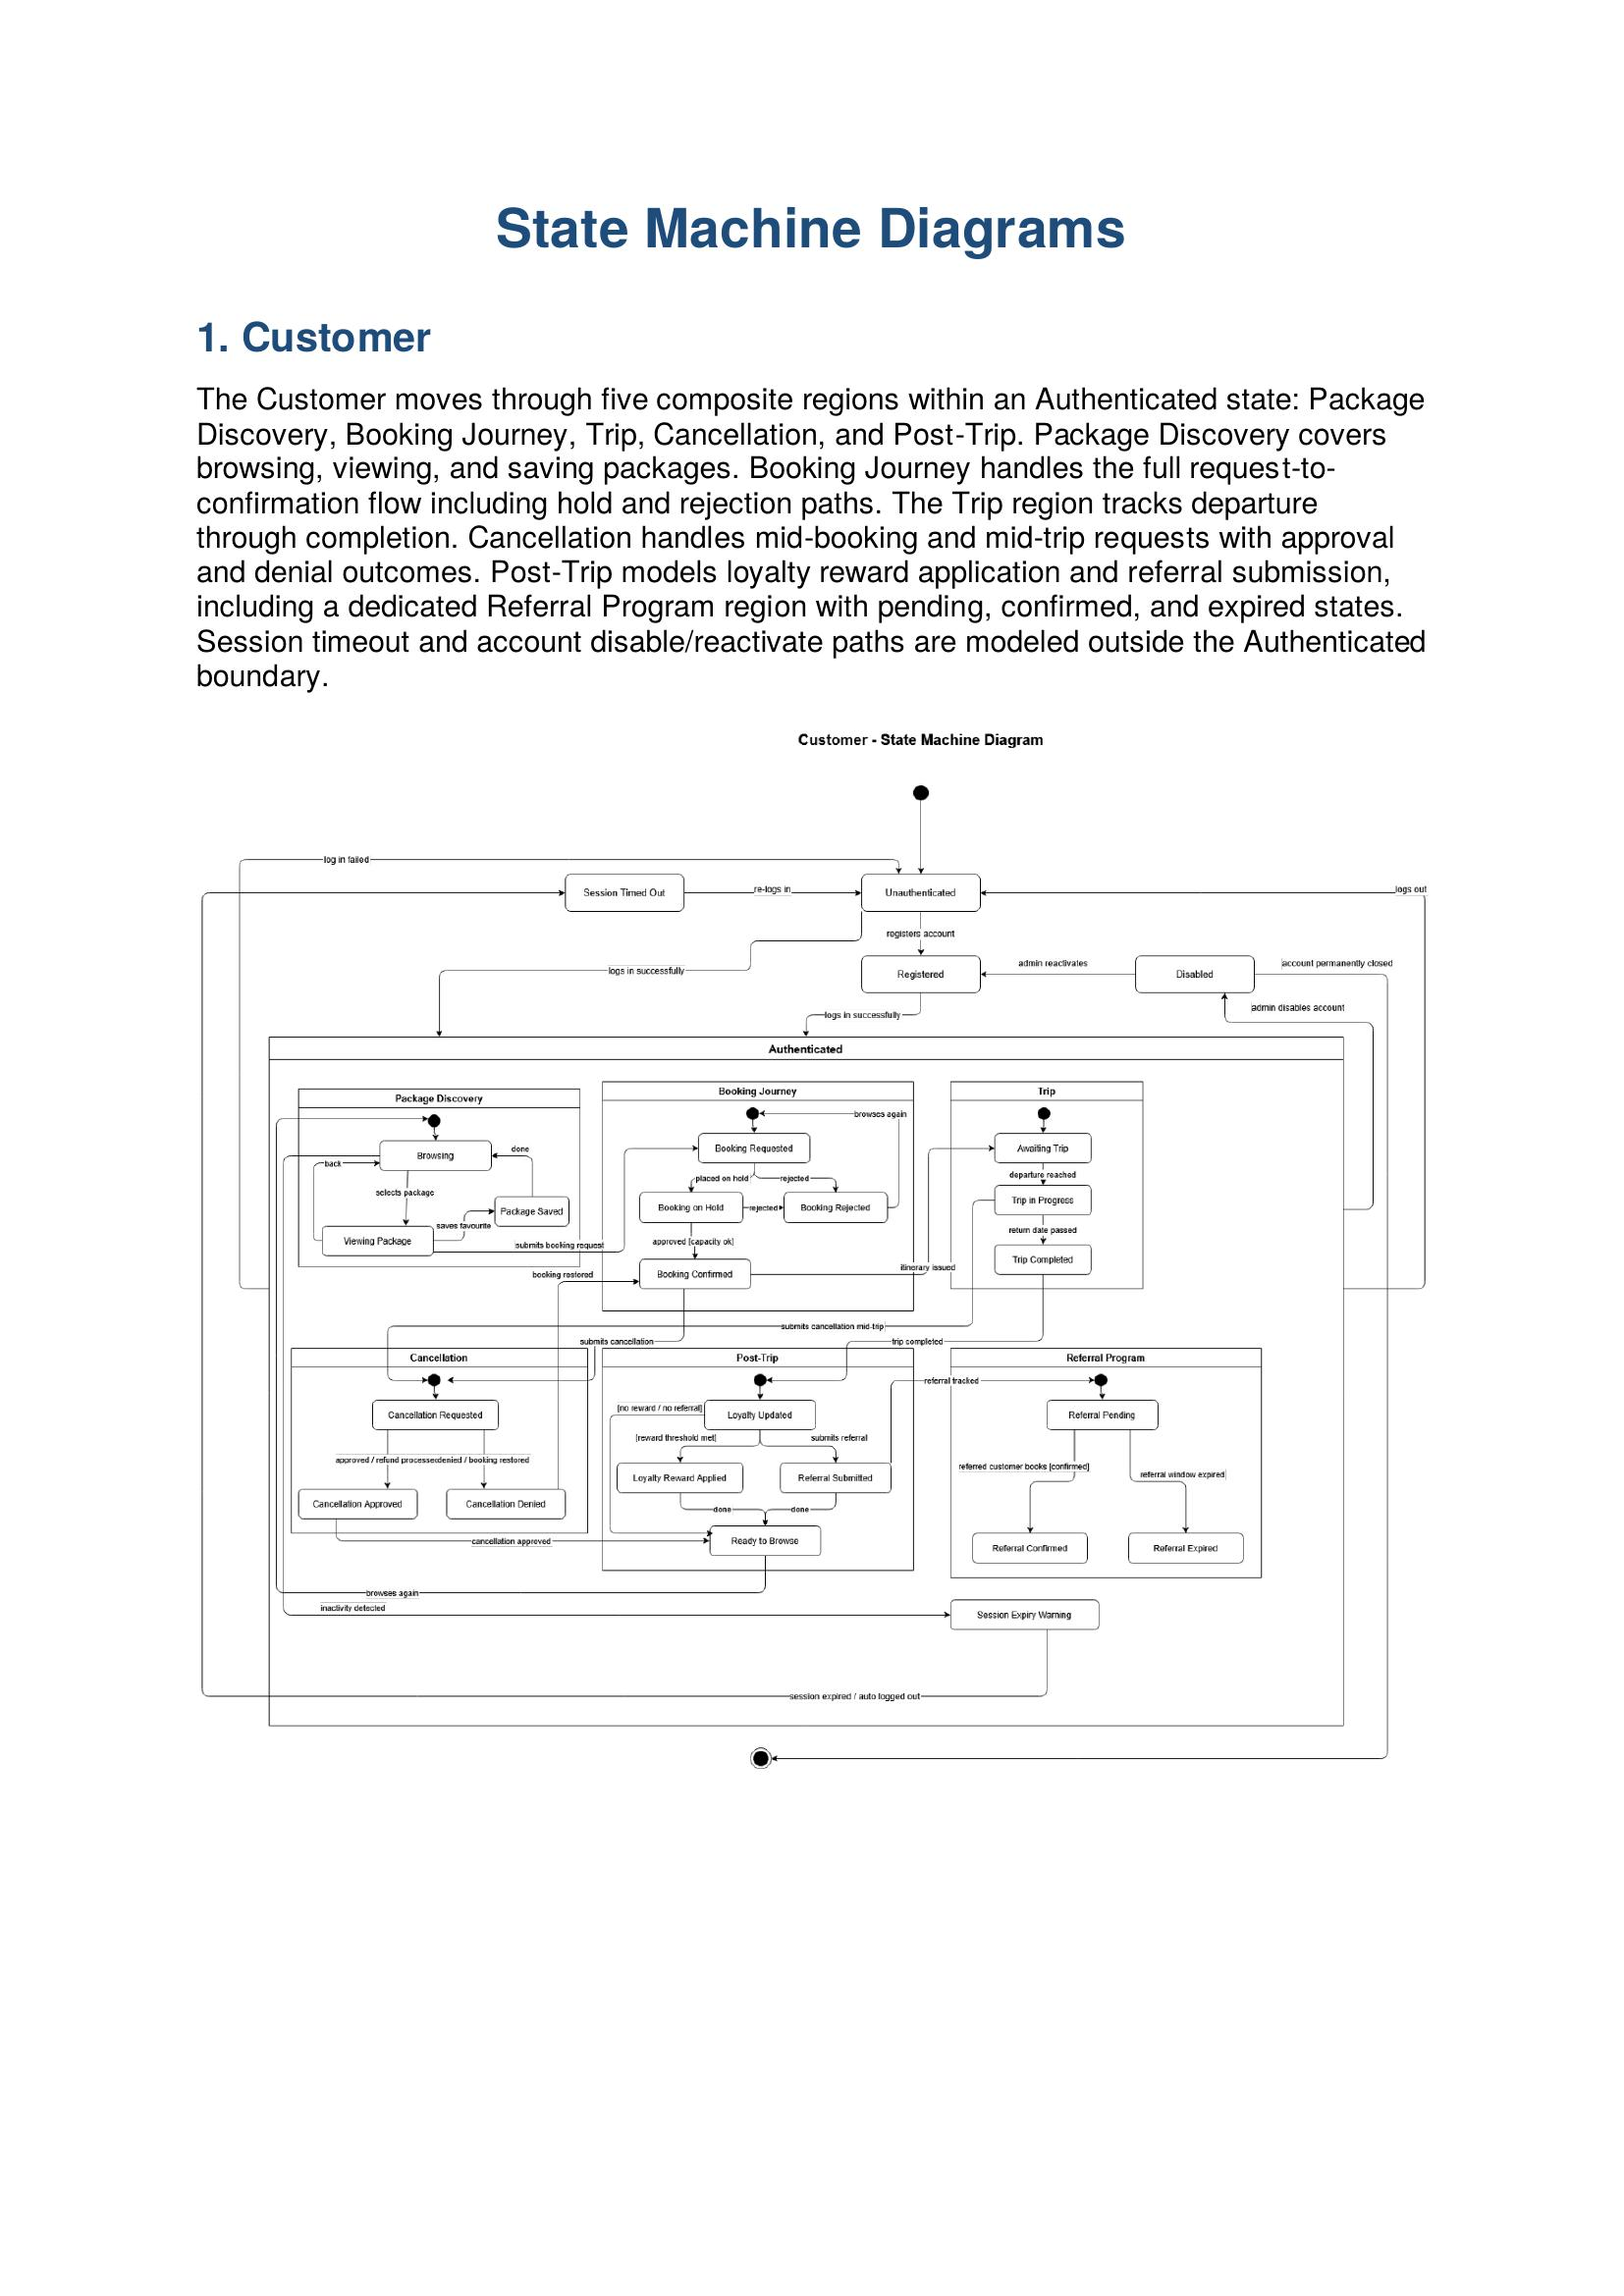 State Machine Diagrams
1. Customer
The Customer moves through five composite regions within an Authenticated state: Package
Discovery, Booking Journey, Trip, Cancellation, and Post-Trip. Package Discovery covers
browsing, viewing, and saving packages. Booking Journey handles the full request-to-
confirmation flow including hold and rejection paths. The Trip region tracks departure
through completion. Cancellation handles mid-booking and mid-trip requests with approval
and denial outcomes. Post-Trip models loyalty reward application and referral submission,
including a dedicated Referral Program region with pending, confirmed, and expired states.
Session timeout and account disable/reactivate paths are modeled outside the Authenticated
boundary.
Customer - State Machine Diagram
log in failed
Session Timed Out
re-logs in
Unauthenticated
logs out
registers account
logs in successfully
Registered
admin reactivates
Disabled
account permanently closed
logs in successfully
admin disables account
Authenticated
Package Discovery
Browsing
back
done
selects package
Package Saved
saves favourite
Viewing Package
submits booking request
Booking Journey
browses again
Booking Requested
placed on hold
rejected
Booking on Hold
rejected
Booking Rejected
approved [capacity ok]
Booking Confirmed
booking restored
itinerary issued
Trip
Awaiting Trip
departure reached
Trip in Progress
return date passed
Trip Completed
submits cancellation mid-trip
submits cancellation
trip completed
Cancellation
Cancellation Requested
approved / refund processed
denied / booking restored
Cancellation Approved
Cancellation Denied
cancellation approved
Post-Trip
[no reward / no referral]
Loyalty Updated
[reward threshold met]
submits referral
Loyalty Reward Applied
Referral Submitted
done
done
Ready to Browse
referral tracked
Referral Program
Referral Pending
referred customer books [confirmed]
referral window expired
Referral Confirmed
Referral Expired
browses again
inactivity detected
Session Expiry Warning
session expired / auto logged out